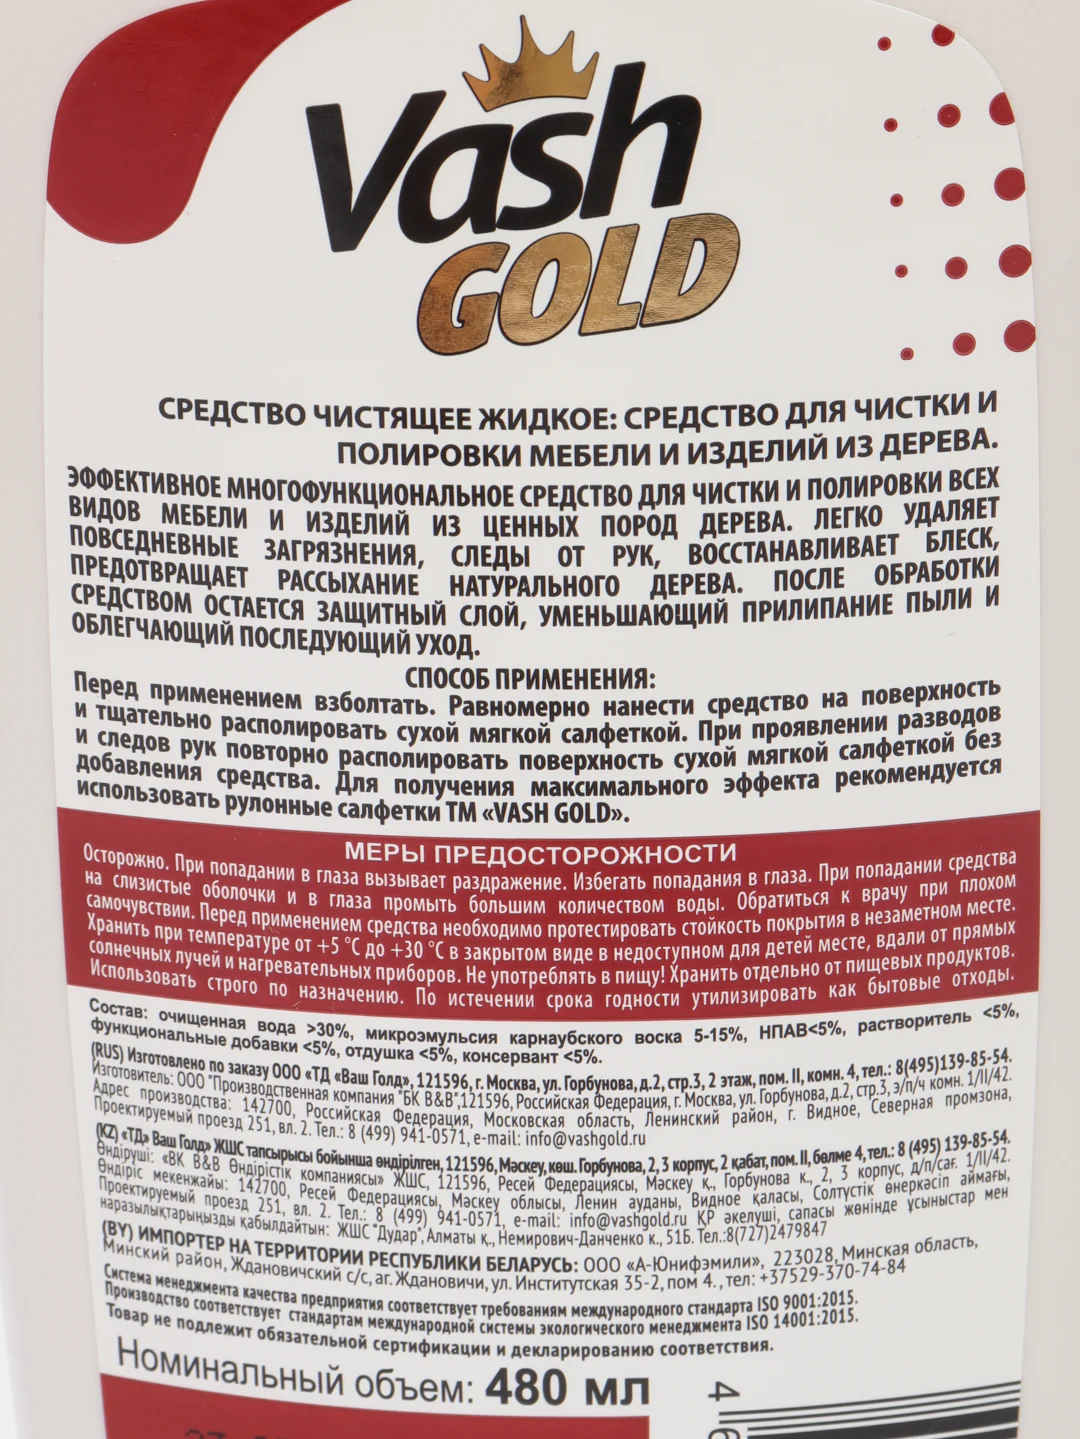 Vash
GOLD
СРЕДСТВО ЧИСТЯЩЕЕ ЖИДКОЕ: СРЕДСТВО ДЛЯ ЧИСТКИ И
ПОЛИРОВКИ МЕБЕЛИ И ИЗДЕЛИЙ ИЗ ДЕРЕВА.
ЭФФЕКТИВНОЕ МНОГОФУНКЦИОНАЛЬНОЕ СРЕДСТВО ДЛЯ ЧИСТКИ И ПОЛИРОВКИ ВСЕХ
ВИДОВ МЕБЕЛИ И ИЗДЕЛИЙ ИЗ ЦЕННЫХ ПОРОД ДЕРЕВА. ЛЕГКО УДАЛЯЕТ
ПОВСЕДНЕВНЫЕ ЗАГРЯЗНЕНИЯ, СЛЕДЫ ОТ РУК, ВОССТАНАВЛИВАЕТ БЛЕСК,
ПРЕДОТВРАЩАЕТ РАССЫХАНИЕ НАТУРАЛЬНОГО ДЕРЕВА. ПОСЛЕ ОБРАБОТКИ
СРЕДСТВОМ ОСТАЕТСЯ ЗАЩИТНЫЙ СЛОЙ, УМЕНЬШАЮЩИЙ ПРИЛИПАНИЕ ПЫЛИ И
ОБЛЕГЧАЮЩИЙ ПОСЛЕДУЮЩИЙ УХОД.
СПОСОБ ПРИМЕНЕНИЯ:
Перед применением взболтать. Равномерно нанести средство на поверхность
и тщательно располировать сухой мягкой салфеткой. При проявлении разводов
и следов рук повторно располировать поверхность сухой мягкой салфеткой без
добавления средства. Для получения максимального эффекта рекомендуется
использовать рулонные салфетки ТМ «VASH GOLD».
МЕРЫ ПРЕДОСТОРОЖНОСТИ
Осторожно. При попадании в глаза вызывает раздражение. Избегать попадания в глаза. При попадании средства
на слизистые оболочки и в глаза промыть большим количеством воды. Обратиться к врачу при плохом
самочувствии. Перед применением средства необходимо протестировать стойкость покрытия в незаметном месте.
Хранить при температуре от +5 °С до +30 °С в закрытом виде в недоступном для детей месте, вдали от прямых
солнечных лучей и нагревательных приборов. Не употреблять в пищу! Хранить отдельно от пищевых продуктов.
Использовать строго по назначению. По истечении срока годности утилизировать как бытовые отходы.
Состав: очищенная вода >30%, микроэмульсия карнаубского воска 5-15%, НПАВ<5%, растворитель <5%,
функциональные добавки <5%, отдушка <5%, консервант <5%.
(RUS) Изготовлено по заказу ООО «ТД «Ваш Голд», 121596, г. Москва, ул. Горбунова, д.2, стр.3, 2 этаж, пом. II, комн. 4, тел.: 8(495)139-85-54.
Изготовитель: ООО "Производственная компания "БК В&В",121596, Российская Федерация, г. Москва, ул. Горбунова, д.2, стр.3, э/п/ч комн. 1/II/42.
Адрес производства: 142700, Российская Федерация, Московская область, Ленинский район, г. Видное, Северная промзона,
Проектируемый проезд 251, вл. 2. Тел.: 8 (499) 941-0571, e-mail: info@vashgold.ru
(KZ) «ТД» Ваш Голд» ЖШС тапсырысы бойынша өндірілген, 121596, Мәскеу, көш. Горбунова, 2, 3 корпус, 2 қабат, пом. II, бөлме 4, тел.: 8 (495) 139-85-54.
Өндіруші: «ВК В&В Өндірістік компаниясы» ЖШС, 121596, Ресей Федерациясы, Мәскеу қ., Горбунова к., 2, 3 корпус, д/п/сағ. 1/II/42.
Өндіріс мекенжайы: 142700, Ресей Федерациясы, Мәскеу облысы, Ленин ауданы, Видное қаласы, Солтүстік өнеркәсіп аймағы,
Проектируемый проезд 251, вл. 2. Тел.: 8 (499) 941-0571, e-mail: info@vashgold.ru ҚР әкелуші, сапасы жөнінде ұсыныстар мен
наразылықтарыңызды қабылдайтын: ЖШС "Дудар", Алматы қ., Немирович-Данченко к., 51Б. Тел.:8(727)2479847
(BY) ИМПОРТЕР НА ТЕРРИТОРИИ РЕСПУБЛИКИ БЕЛАРУСЬ: ООО «А-Юнифэмили», 223028, Минская область,
Минский район, Ждановичский с/с, аг. Ждановичи, ул. Институтская 35-2, пом 4. , тел: +37529-370-74-84
Система менеджмента качества предприятия соответствует требованиям международного стандарта ISO 9001:2015.
Производство соответствует стандартам международной системы экологического менеджмента ISO 14001:2015.
Товар не подлежит обязательной сертификации и декларированию соответствия.
Номинальный объем: 480 мл
4